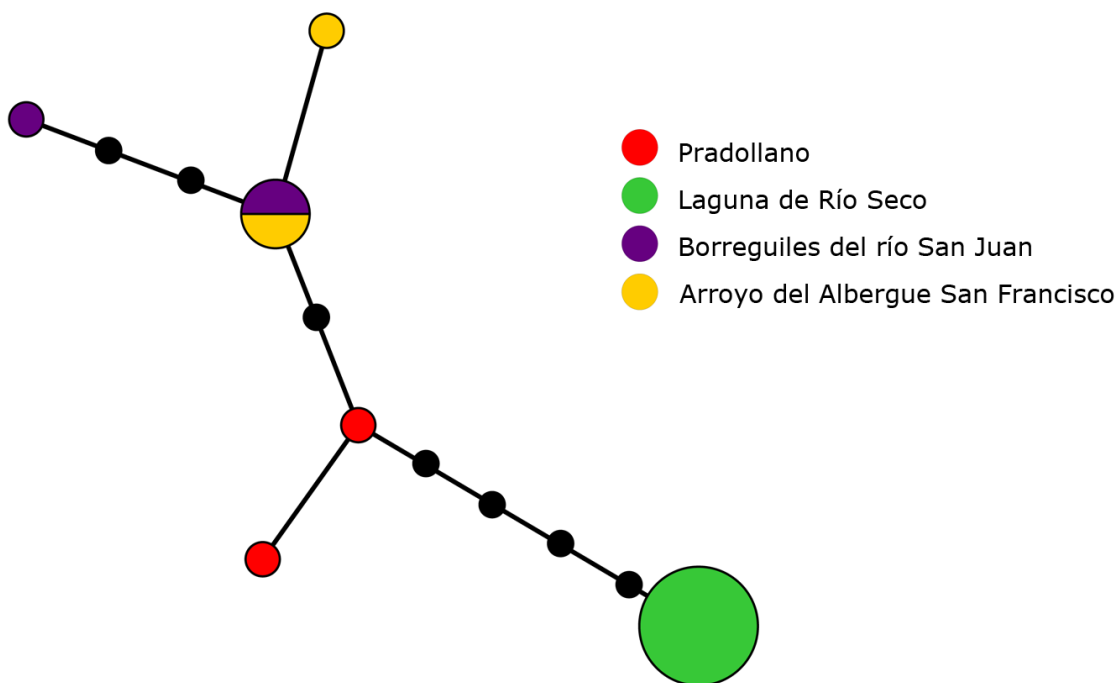 Pradollano
Laguna de Río Seco
Borreguiles del río San Juan
Arroyo del Albergue San Francisco